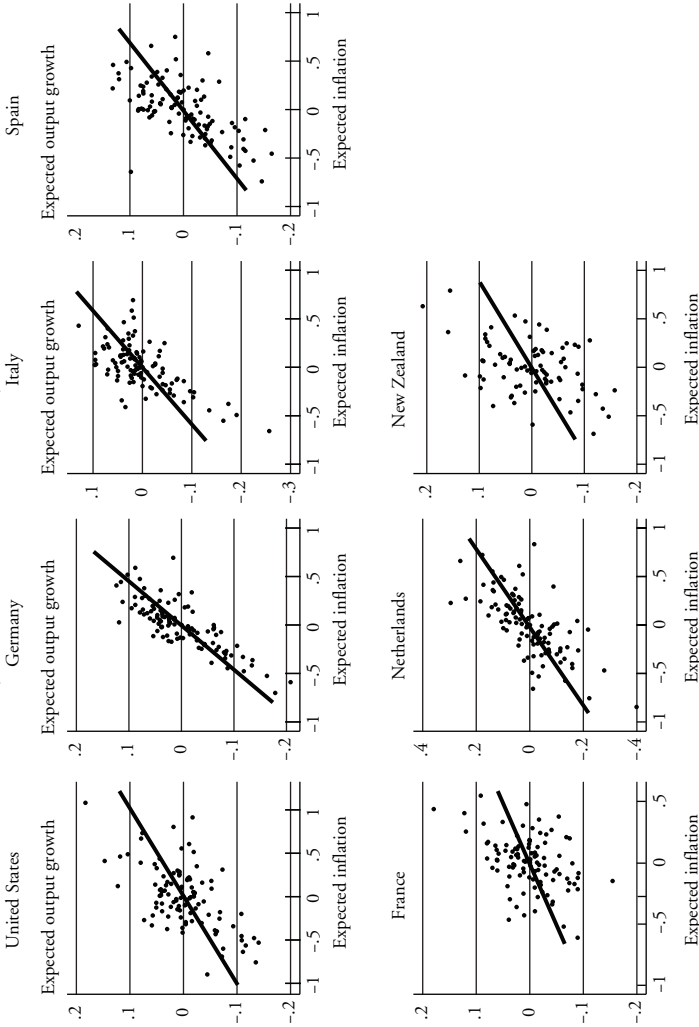 United States
Expected output growth
.2
.1
0
−.1
−.2
−1 −.5 0 .5 1
Expected inflation
Germany
Expected output growth
.2
.1
0
−.1
−.2
−1 −.5 0 .5 1
Expected inflation
Italy
Expected output growth
.1
0
−.1
−.2
−.3
−1 −.5 0 .5 1
Expected inflation
Spain
Expected output growth
.2
.1
0
−.1
−.2
−1 −.5 0 .5 1
Expected inflation
France
.2
.1
0
−.1
−.2
−1 −.5 0 .5
Expected inflation
Netherlands
.4
.2
0
−.2
−.4
−1 −.5 0 .5 1
Expected inflation
New Zealand
.2
.1
0
−.1
−.2
−1 −.5 0 .5 1
Expected inflation